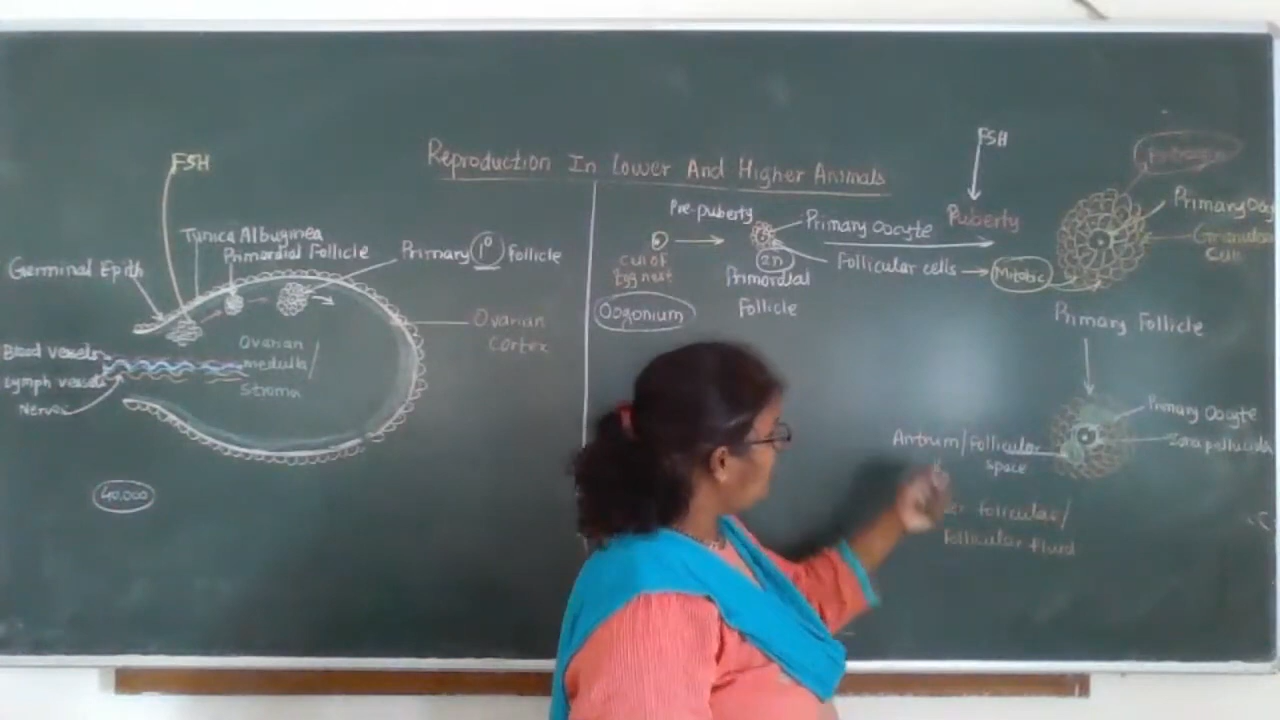 Reproduction In Lower And Higher Animals
FSH
Tunica Albuginea
Primordial Follicle
Primary 1° Follicle
Germinal Epith
Ovarian
Cortex
Blood vessels
Lymph vessels
Nerves
Ovarian
medulla/
Stroma
40,000
Pre-puberty
Cell of
Egg nest
Oogonium
Primary Oocyte
2n
Follicular cells
Primordial
Follicle
FSH
Puberty
Mitotic
Estrogen
Primary
Granulosa
Cell
Primary Follicle
Primary Oocyte
Zona pellucida
Antrum/Follicular
space
Follicular fluid